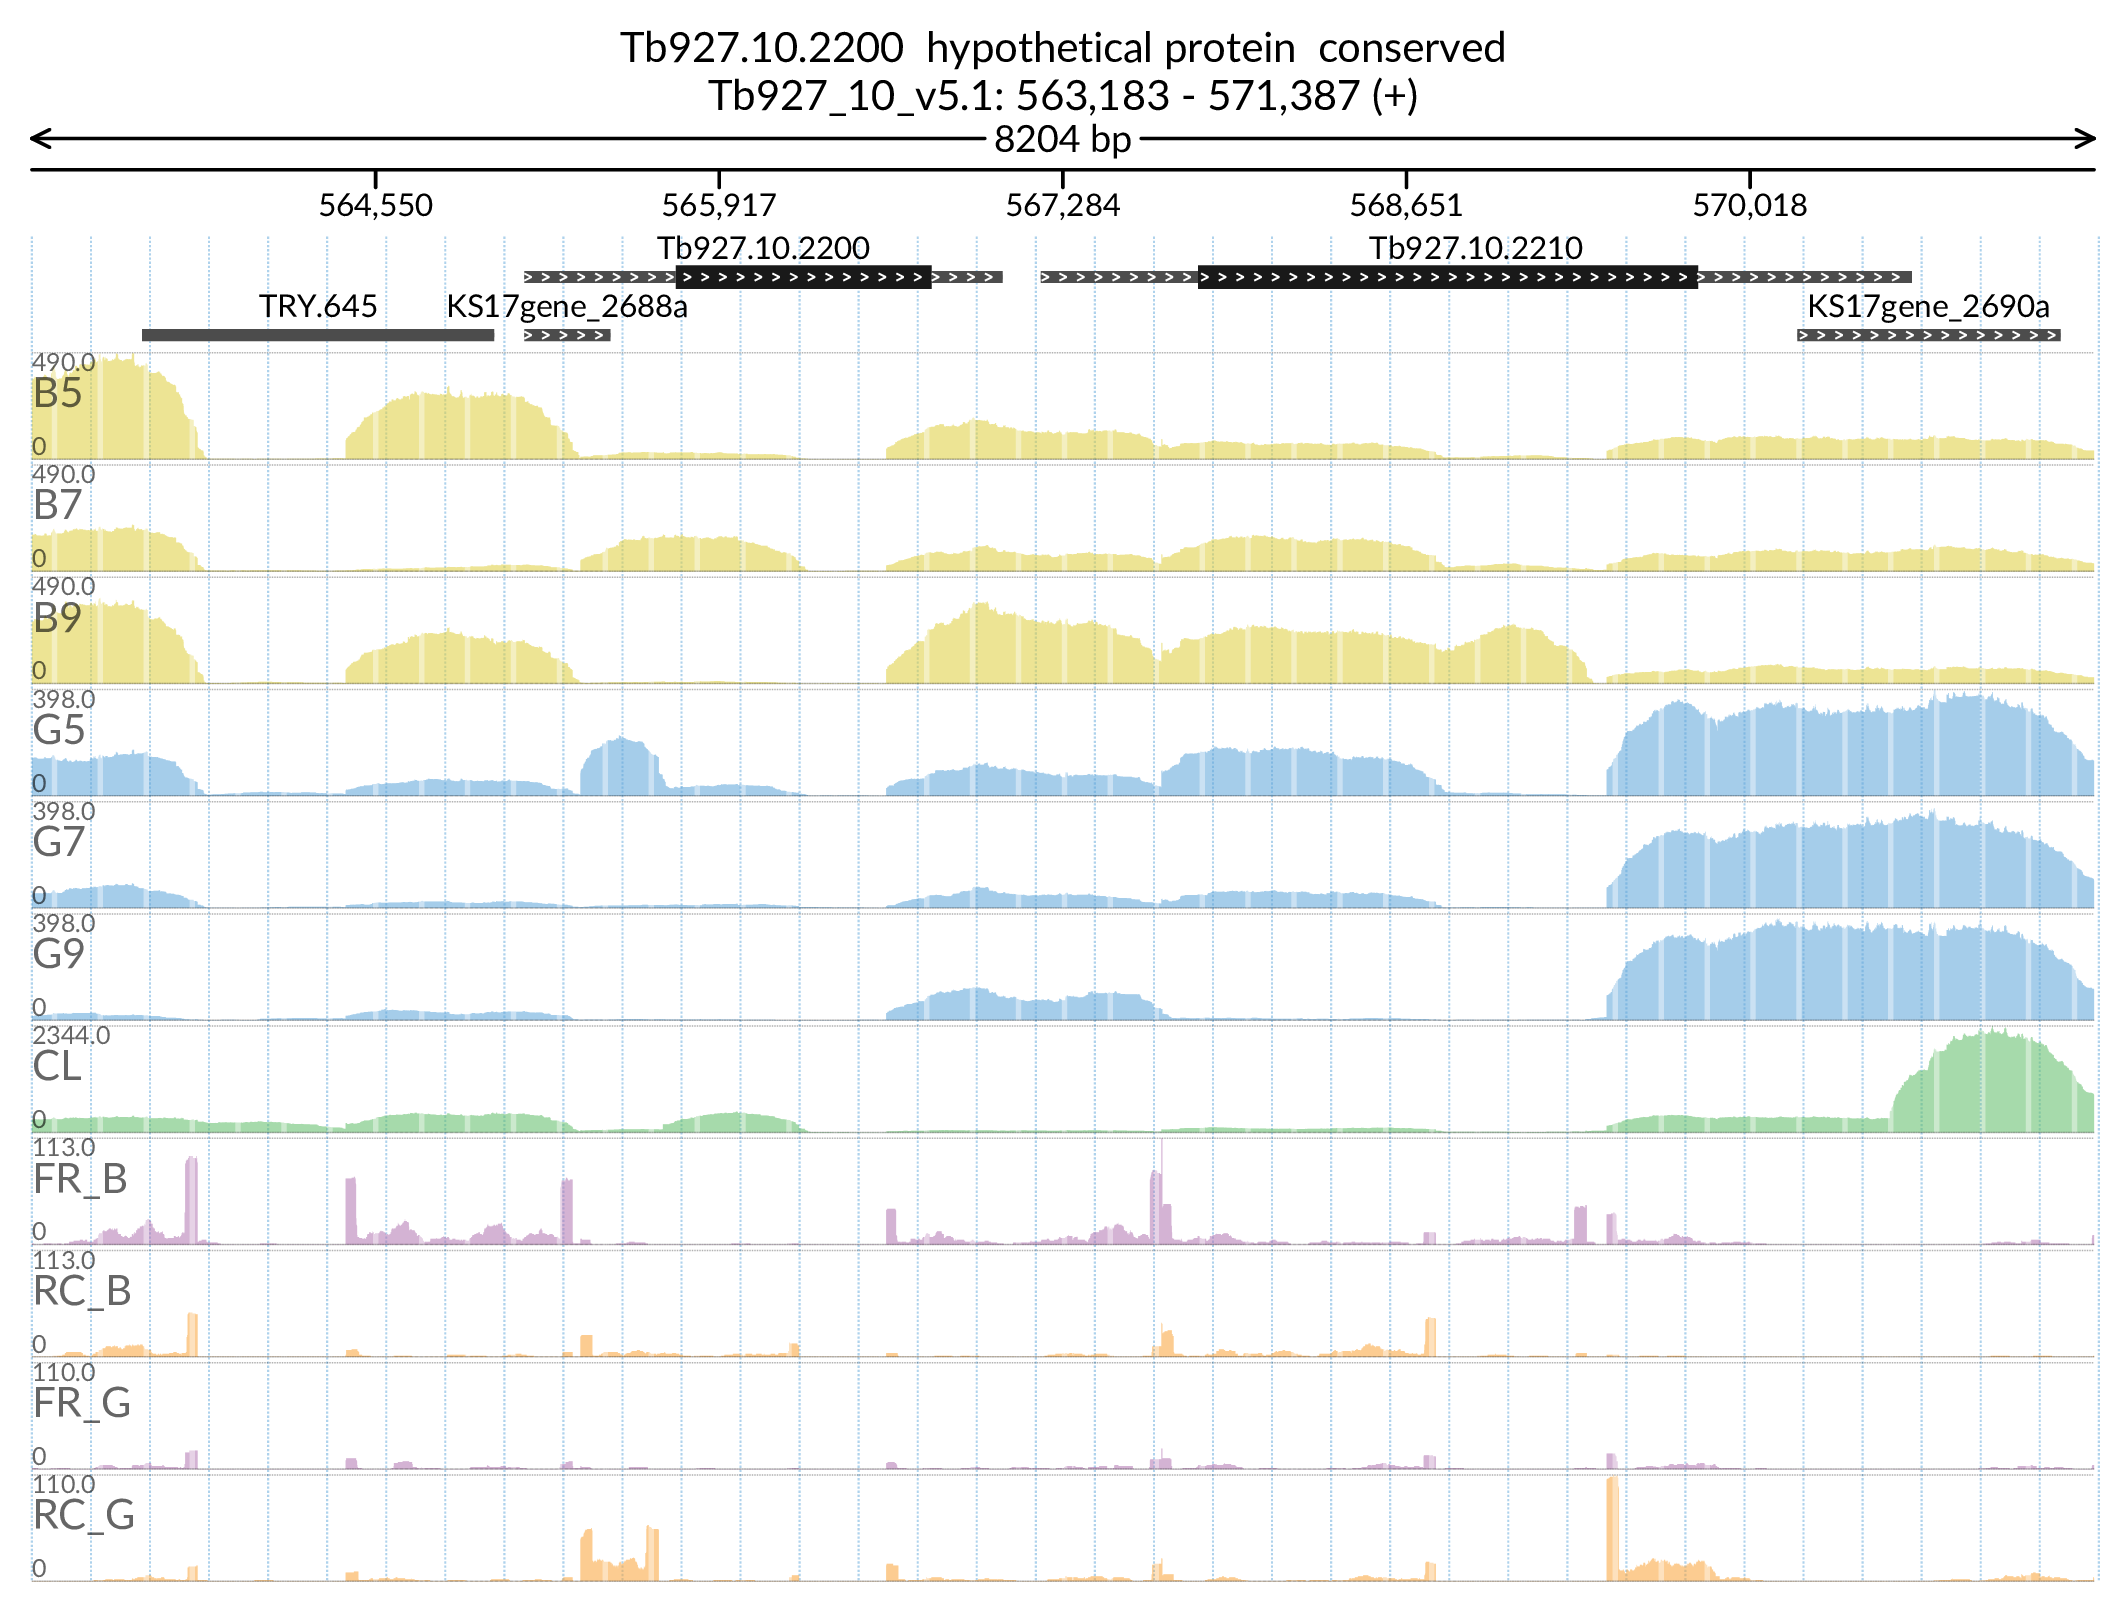 Tb927.10.2200 hypothetical protein conserved
Tb927_10_v5.1: 563,183 - 571,387 (+)
8204 bp
564,550 565,917 567,284 568,651 570,018
Tb927.10.2200 Tb927.10.2210
TRY.645 KS17gene_2688a KS17gene_2690a
490.0
B5
0
490.0
B7
0
490.0
B9
0
398.0
G5
0
398.0
G7
0
398.0
G9
0
2344.0
CL
0
113.0
FR_B
0
113.0
RC_B
0
110.0
FR_G
0
110.0
RC_G
0